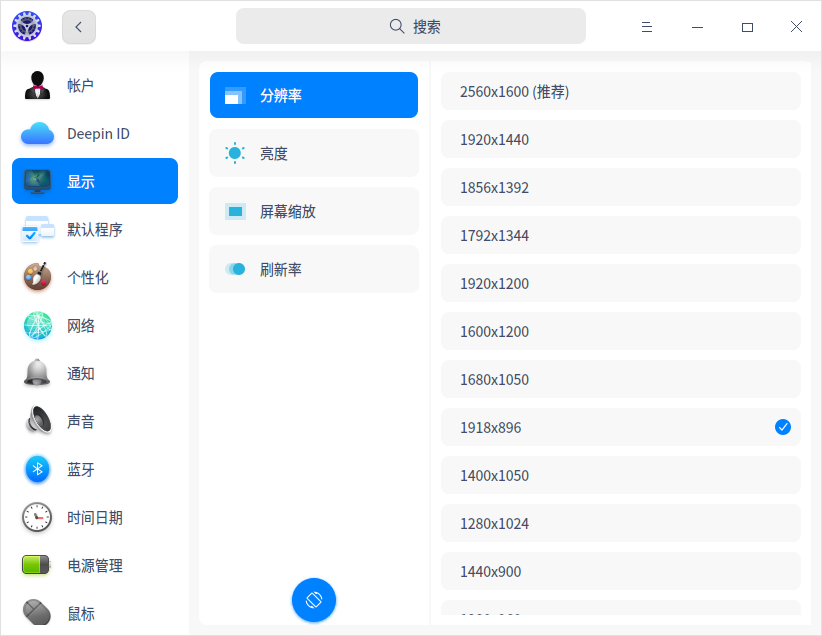 搜索
帐户
Deepin ID
显示
默认程序
个性化
网络
通知
声音
蓝牙
时间日期
电源管理
鼠标
分辨率
亮度
屏幕缩放
刷新率
2560x1600 (推荐)
1920x1440
1856x1392
1792x1344
1920x1200
1600x1200
1680x1050
1918x896
1400x1050
1280x1024
1440x900